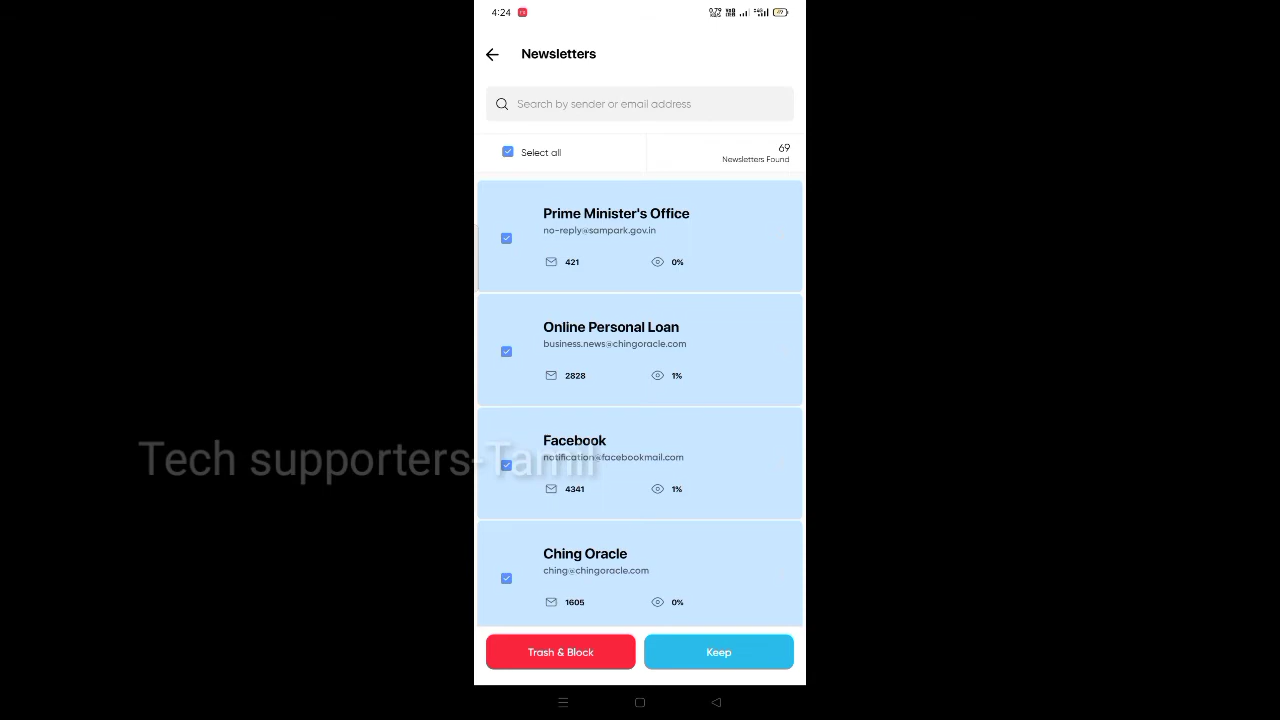 4:24
Newsletters
Search by sender or email address
Select all
69
Newsletters Found
Prime Minister's Office
no-reply@sampark.gov.in
421 0%
Online Personal Loan
business.news@chingoracle.com
2828 1%
Facebook
notification@facebookmail.com
Tech supporters-Tamil
4341 1%
Ching Oracle
ching@chingoracle.com
1605 0%
Trash & Block Keep